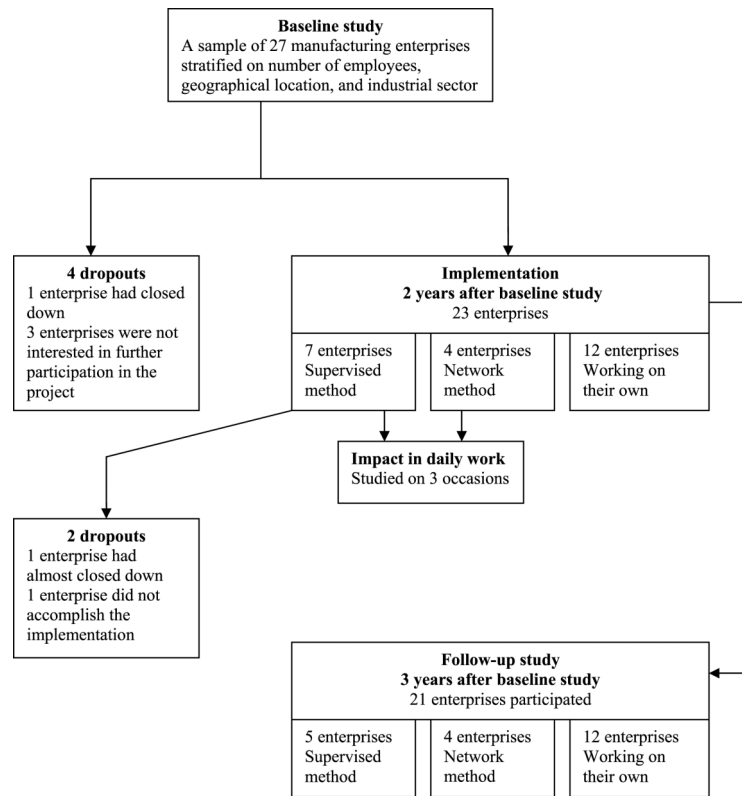 Baseline study
A sample of 27 manufacturing enterprises
stratified on number of employees,
geographical location, and industrial sector
4 dropouts
1 enterprise had closed
down
3 enterprises were not
interested in further
participation in the
project
Implementation
2 years after baseline study
23 enterprises
7 enterprises
Supervised
method
4 enterprises
Network
method
12 enterprises
Working on
their own
Impact in daily work
Studied on 3 occasions
2 dropouts
1 enterprise had
almost closed down
1 enterprise did not
accomplish the
implementation
Follow-up study
3 years after baseline study
21 enterprises participated
5 enterprises
Supervised
method
4 enterprises
Network
method
12 enterprises
Working on
their own